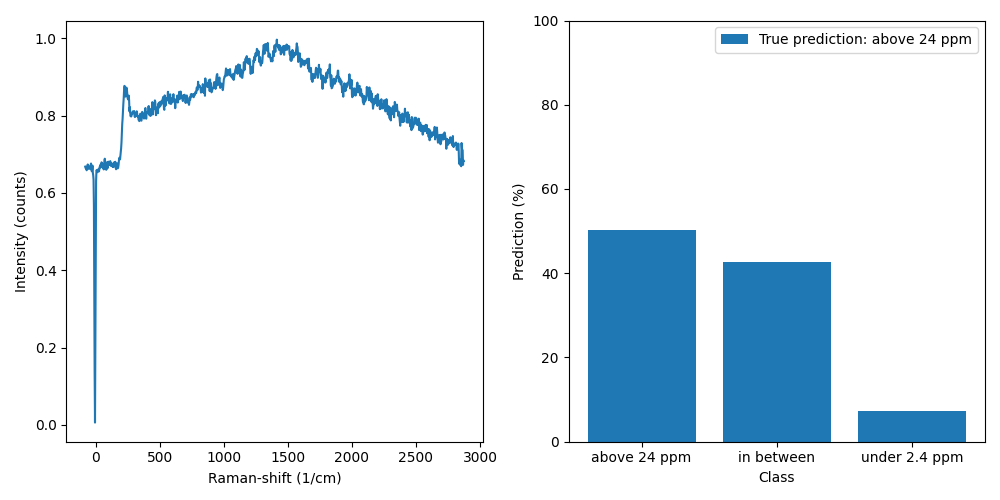 1.0
0.8
0.6
0.4
0.2
0.0
Intensity (counts)
0 500 1000 1500 2000 2500 3000
Raman-shift (1/cm)
100
80
60
40
20
0
Prediction (%)
True prediction: above 24 ppm
above 24 ppm in between under 2.4 ppm
Class